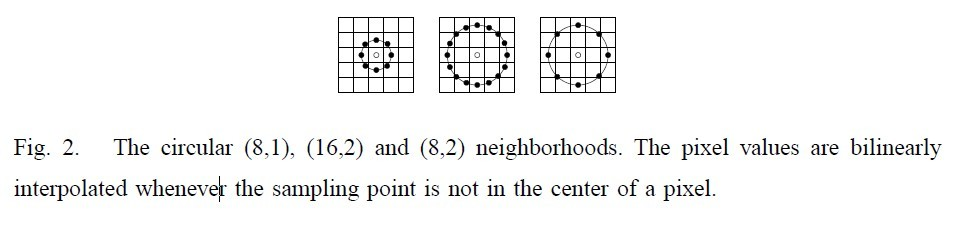 Fig. 2. The circular (8,1), (16,2) and (8,2) neighborhoods. The pixel values are bilinearly
interpolated whenever the sampling point is not in the center of a pixel.